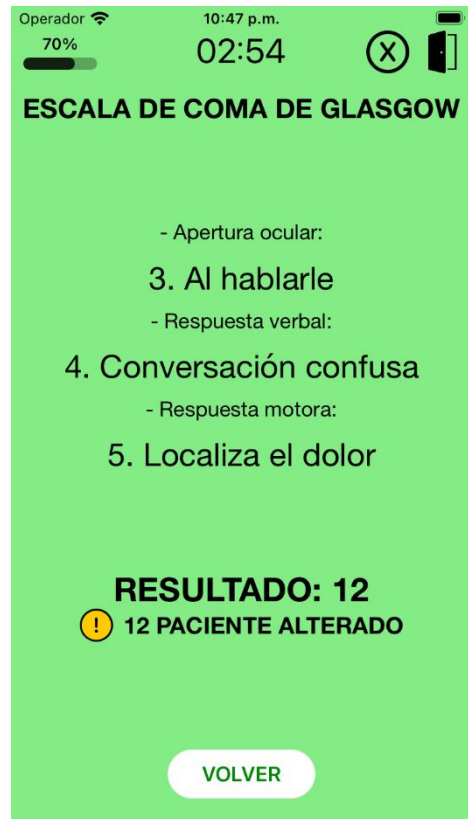 Operador 10:47 p.m.
70% 02:54 X
ESCALA DE COMA DE GLASGOW
- Apertura ocular:
3. Al hablarle
- Respuesta verbal:
4. Conversación confusa
- Respuesta motora:
5. Localiza el dolor
RESULTADO: 12
! 12 PACIENTE ALTERADO
VOLVER